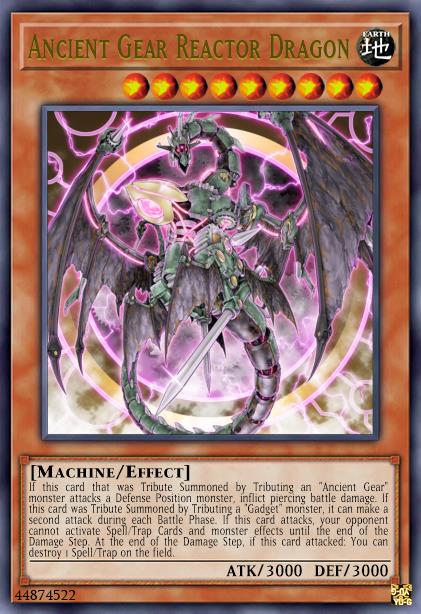 ANCIENT GEAR REACTOR DRAGON
EARTH
地
[MACHINE/EFFECT]
If this card that was Tribute Summoned by Tributing an "Ancient Gear"
monster attacks a Defense Position monster, inflict piercing battle damage. If
this card was Tribute Summoned by Tributing a "Gadget" monster, it can make a
second attack during each Battle Phase. If this card attacks, your opponent
cannot activate Spell/Trap Cards and monster effects until the end of the
Damage Step. At the end of the Damage Step, if this card attacked: You can
destroy 1 Spell/Trap on the field.
ATK/3000 DEF/3000
44874522